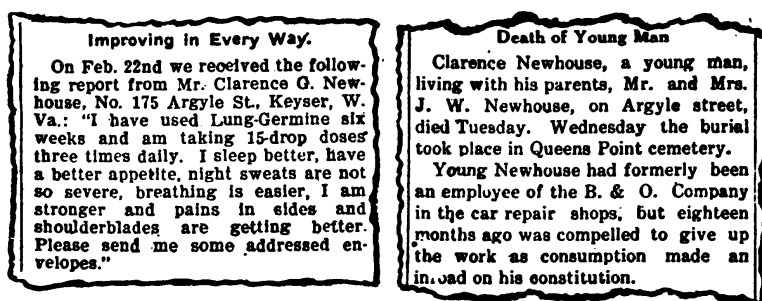 Improving in Every Way.
On Feb. 22nd we received the follow-
ing report from Mr. Clarence G. New-
house, No. 175 Argyle St., Keyser, W.
Va.: "I have used Lung-Germine six
weeks and am taking 15-drop doses
three times daily. I sleep better, have
a better appetite, night sweats are not
so severe, breathing is easier, I am
stronger and pains in sides and
shoulderblades are getting better.
Please send me some addressed en-
velopes."
Death of Young Man
Clarence Newhouse, a young man,
living with his parents, Mr. and Mrs.
J. W. Newhouse, on Argyle street,
died Tuesday. Wednesday the burial
took place in Queens Point cemetery.
Young Newhouse had formerly been
an employee of the B. & O. Company
in the car repair shops, but eighteen
months ago was compelled to give up
the work as consumption made an
inroad on his constitution.